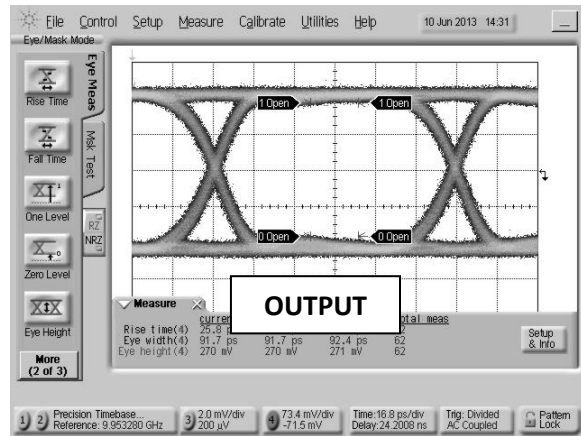 File Control Setup Measure Calibrate Utilities Help 10 Jun 2013 14:31
Eye/Mask Mode
Eye Meas
Msk Test
RZ
NRZ
Rise Time
Fall Time
One Level
Zero Level
Eye Height
More
(2 of 3)
1 Open 1 Open
0 Open 0 Open
OUTPUT
Measure
Rise time(4) 25.8
Eye width(4) 91.7 ps 91.7 ps 92.4 ps 62
Eye height(4) 270 mV 270 mV 271 mV 62
meas
Setup
& Info
1 2 Precision Timebase...
Reference: 9.953280 GHz
3 2.0 mV/div
200 µV
4 73.4 mV/div
-71.5 mV
Time:16.8 ps/div
Delay:24.2008 ns
Trig: Divided
AC Coupled
Pattern
Lock